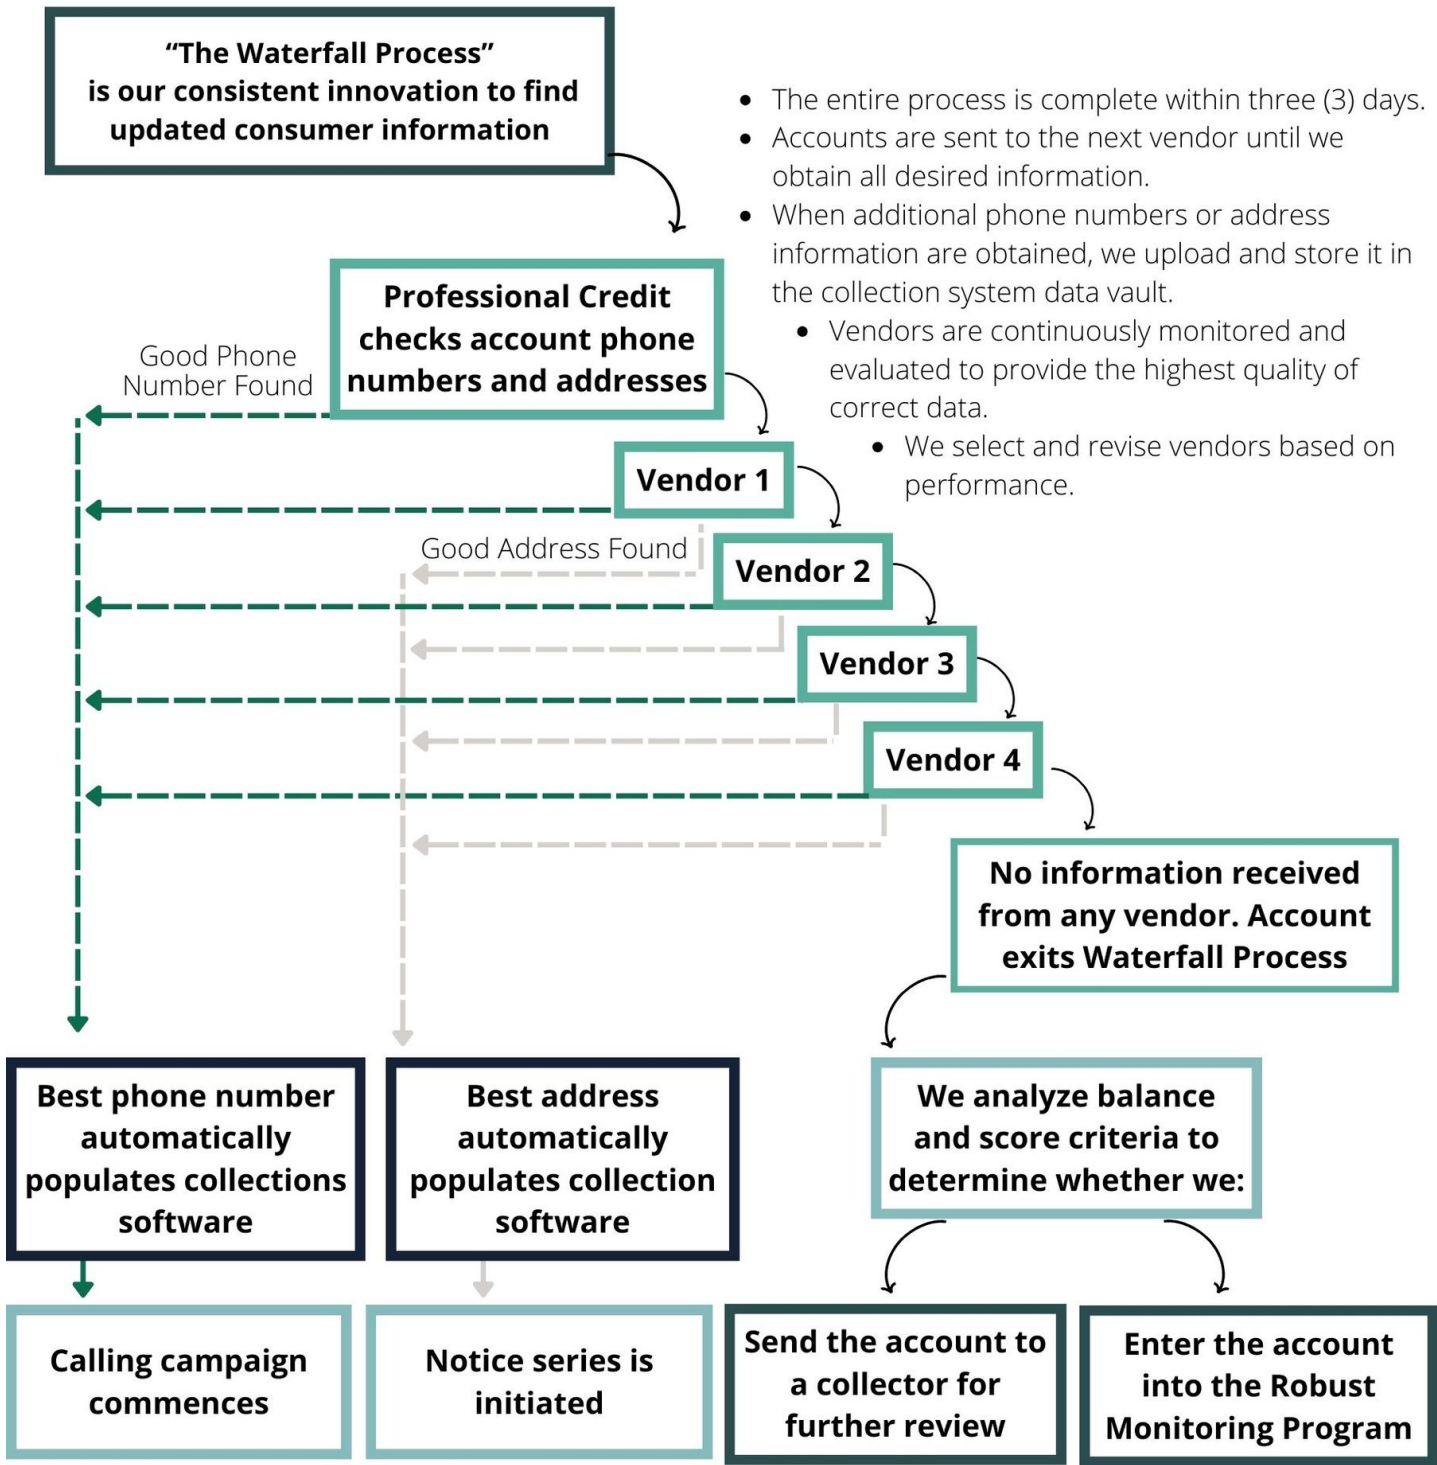 “The Waterfall Process”
is our consistent innovation to find
updated consumer information
• The entire process is complete within three (3) days.
• Accounts are sent to the next vendor until we
obtain all desired information.
• When additional phone numbers or address
information are obtained, we upload and store it in
the collection system data vault.
• Vendors are continuously monitored and
evaluated to provide the highest quality of
correct data.
• We select and revise vendors based on
performance.
Professional Credit
checks account phone
numbers and addresses
Good Phone
Number Found
Vendor 1
Good Address Found
Vendor 2
Vendor 3
Vendor 4
No information received
from any vendor. Account
exits Waterfall Process
Best phone number
automatically
populates collections
software
Best address
automatically
populates collection
software
We analyze balance
and score criteria to
determine whether we:
Calling campaign
commences
Notice series is
initiated
Send the account to
a collector for
further review
Enter the account
into the Robust
Monitoring Program